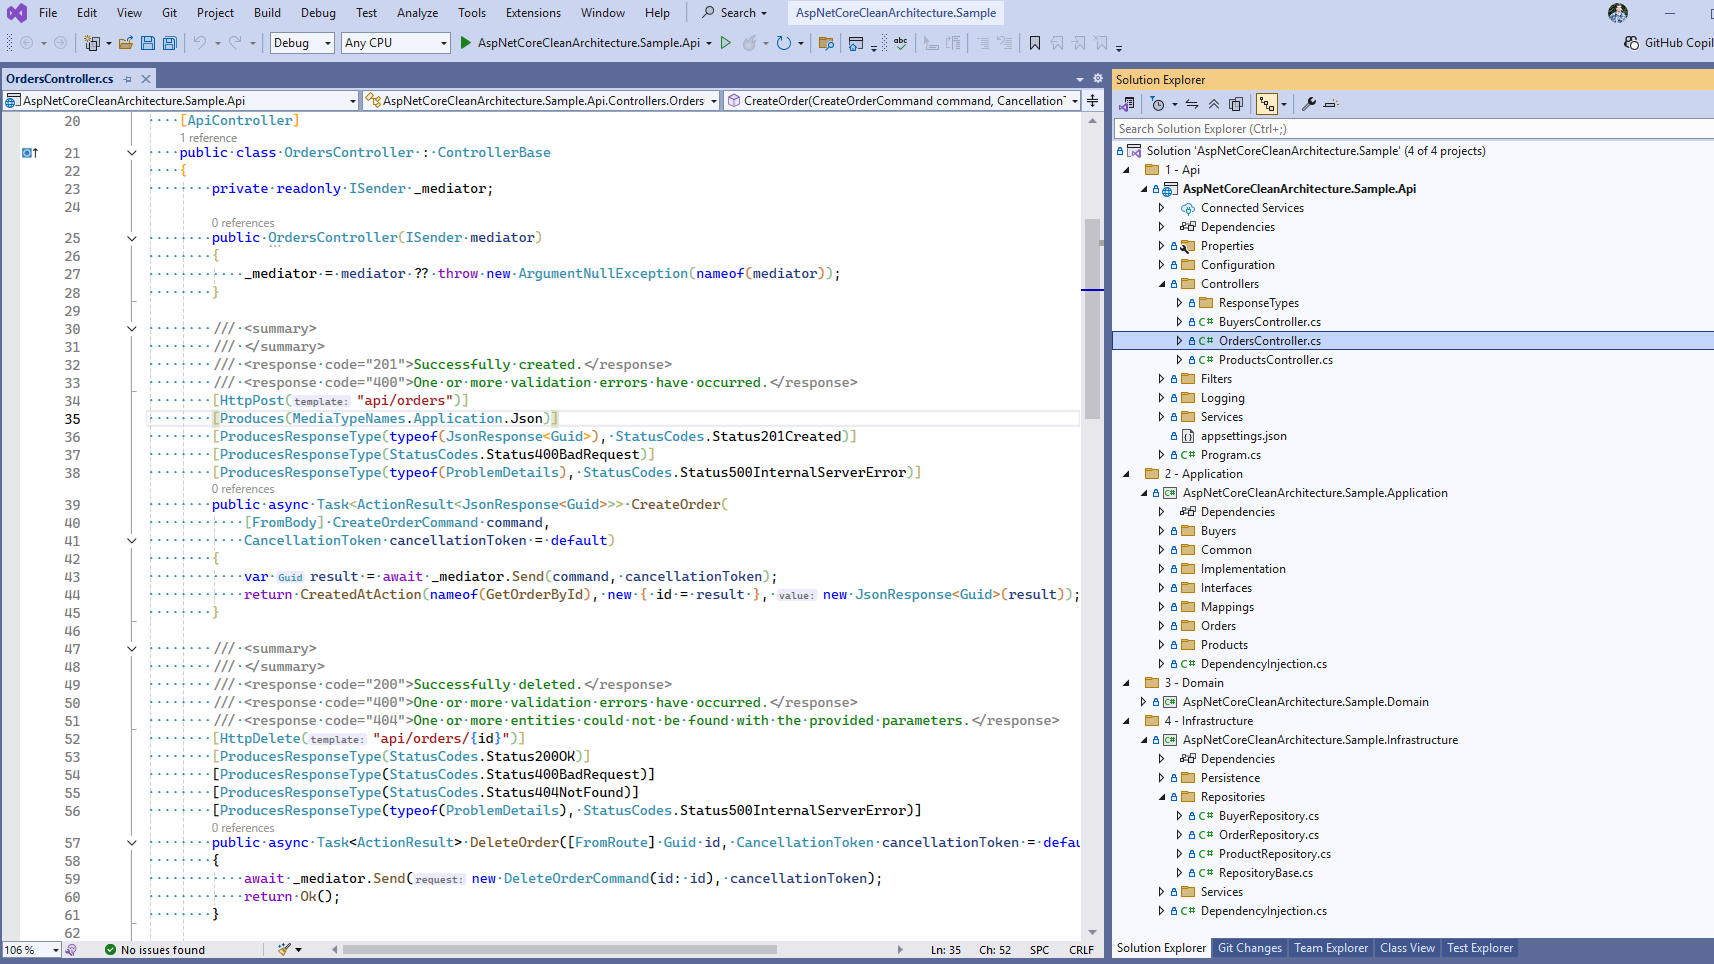 File Edit View Git Project Build Debug Test Analyze Tools Extensions Window Help Search AspNetCoreCleanArchitecture.Sample
Debug Any CPU AspNetCoreCleanArchitecture.Sample.Api abc GitHub Copil
OrdersController.cs
AspNetCoreCleanArchitecture.Sample.Api AspNetCoreCleanArchitecture.Sample.Api.Controllers.Orders CreateOrder(CreateOrderCommand command, Cancellation
20 [ApiController]
1 reference
21 public class OrdersController : ControllerBase
22 {
23 private readonly ISender _mediator;
24
0 references
25 public OrdersController(ISender mediator)
26 {
27 _mediator = mediator ?? throw new ArgumentNullException(nameof(mediator));
28 }
29
30 /// <summary>
31 /// </summary>
32 /// <response code="201">Successfully created.</response>
33 /// <response code="400">One or more validation errors have occurred.</response>
34 [HttpPost(template: "api/orders")]
35 [Produces(MediaTypeNames.Application.Json)]
36 [ProducesResponseType(typeof(JsonResponse<Guid>), StatusCodes.Status201Created)]
37 [ProducesResponseType(StatusCodes.Status400BadRequest)]
38 [ProducesResponseType(typeof(ProblemDetails), StatusCodes.Status500InternalServerError)]
0 references
39 public async Task<ActionResult<JsonResponse<Guid>>> CreateOrder(
40 [FromBody] CreateOrderCommand command,
41 CancellationToken cancellationToken = default)
42 {
43 var Guid result = await _mediator.Send(command, cancellationToken);
44 return CreatedAtAction(nameof(GetOrderById), new { id = result }, value: new JsonResponse<Guid>(result));
45 }
46
47 /// <summary>
48 /// </summary>
49 /// <response code="200">Successfully deleted.</response>
50 /// <response code="400">One or more validation errors have occurred.</response>
51 /// <response code="404">One or more entities could not be found with the provided parameters.</response>
52 [HttpDelete(template: "api/orders/{id}")]
53 [ProducesResponseType(StatusCodes.Status200OK)]
54 [ProducesResponseType(StatusCodes.Status400BadRequest)]
55 [ProducesResponseType(StatusCodes.Status404NotFound)]
56 [ProducesResponseType(typeof(ProblemDetails), StatusCodes.Status500InternalServerError)]
0 references
57 public async Task<ActionResult> DeleteOrder([FromRoute] Guid id, CancellationToken cancellationToken = defau
58 {
59 await _mediator.Send(request: new DeleteOrderCommand(id: id), cancellationToken);
60 return Ok();
61 }
62
106 % No issues found Ln: 35 Ch: 52 SPC CRLF
Solution Explorer
Search Solution Explorer (Ctrl+;)
Solution 'AspNetCoreCleanArchitecture.Sample' (4 of 4 projects)
1 - Api
AspNetCoreCleanArchitecture.Sample.Api
Connected Services
Dependencies
Properties
Configuration
Controllers
ResponseTypes
C# BuyersController.cs
C# OrdersController.cs
C# ProductsController.cs
Filters
Logging
Services
appsettings.json
C# Program.cs
2 - Application
C# AspNetCoreCleanArchitecture.Sample.Application
Dependencies
Buyers
Common
Implementation
Interfaces
Mappings
Orders
Products
C# DependencyInjection.cs
3 - Domain
C# AspNetCoreCleanArchitecture.Sample.Domain
4 - Infrastructure
C# AspNetCoreCleanArchitecture.Sample.Infrastructure
Dependencies
Persistence
Repositories
C# BuyerRepository.cs
C# OrderRepository.cs
C# ProductRepository.cs
C# RepositoryBase.cs
Services
C# DependencyInjection.cs
Solution Explorer Git Changes Team Explorer Class View Test Explorer